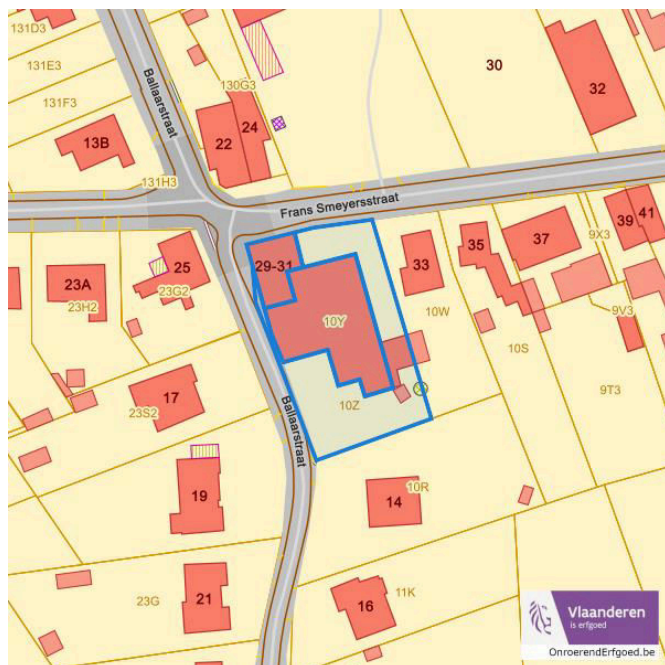 131D3
131E3
131F3
Ballaarstraat
130G3
30
32
13B
22
24
131H3
Frans Smeyersstraat
25
23G2
23A
23H2
29-31
33
35
37
9X3
39
41
10Y
10W
10S
9V3
17
23S2
10Z
9T3
Ballaarstraat
19
14
10R
21
23G
16
11K
Vlaanderen
is erfgoed
OnroerendErfgoed.be